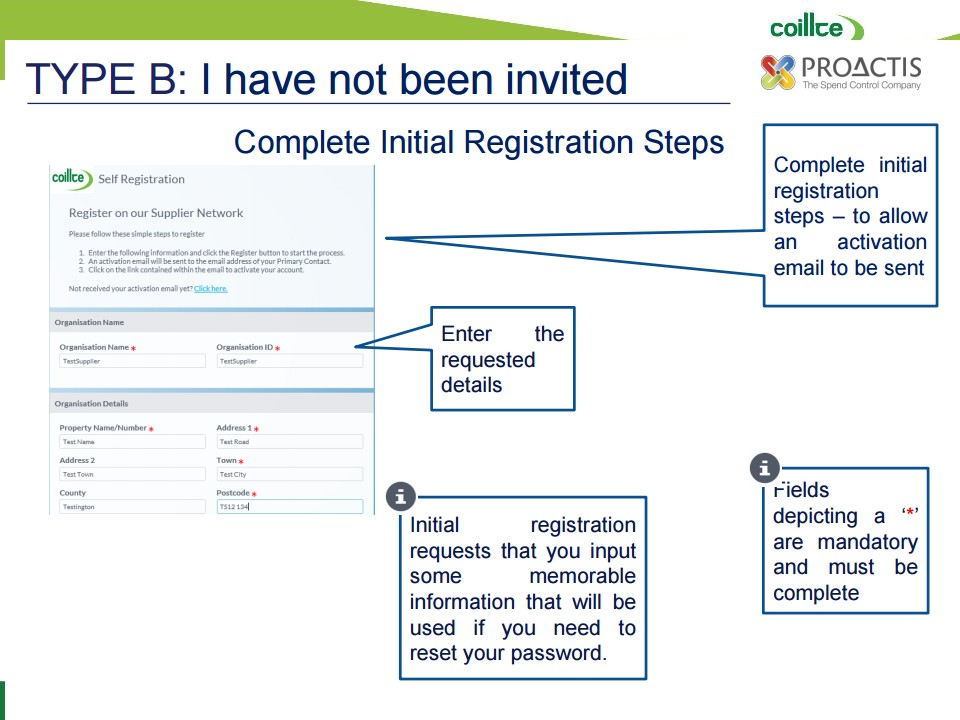 coillte
PROACTIS
The Spend Control Company
TYPE B: I have not been invited
Complete Initial Registration Steps
coillte Self Registration
Register on our Supplier Network
Please follow these simple steps to register
1. Enter the following information and click the Register button to start the process.
2. An activation email will be sent to the email address of your Primary Contact.
3. Click on the link contained within the email to activate your account.
Not received your activation email yet? Click here.
Organisation Name
Organisation Name * Organisation ID *
TestSupplier TestSupplier
Organisation Details
Property Name/Number * Address 1 *
Test Name Test Road
Address 2 Town *
Test Town Test City
County Postcode *
Testington TS12 134
Complete initial
registration
steps – to allow
an activation
email to be sent
Enter the
requested
details
i
Initial registration
requests that you input
some memorable
information that will be
used if you need to
reset your password.
i
Fields
depicting a ‘*’
are mandatory
and must be
complete